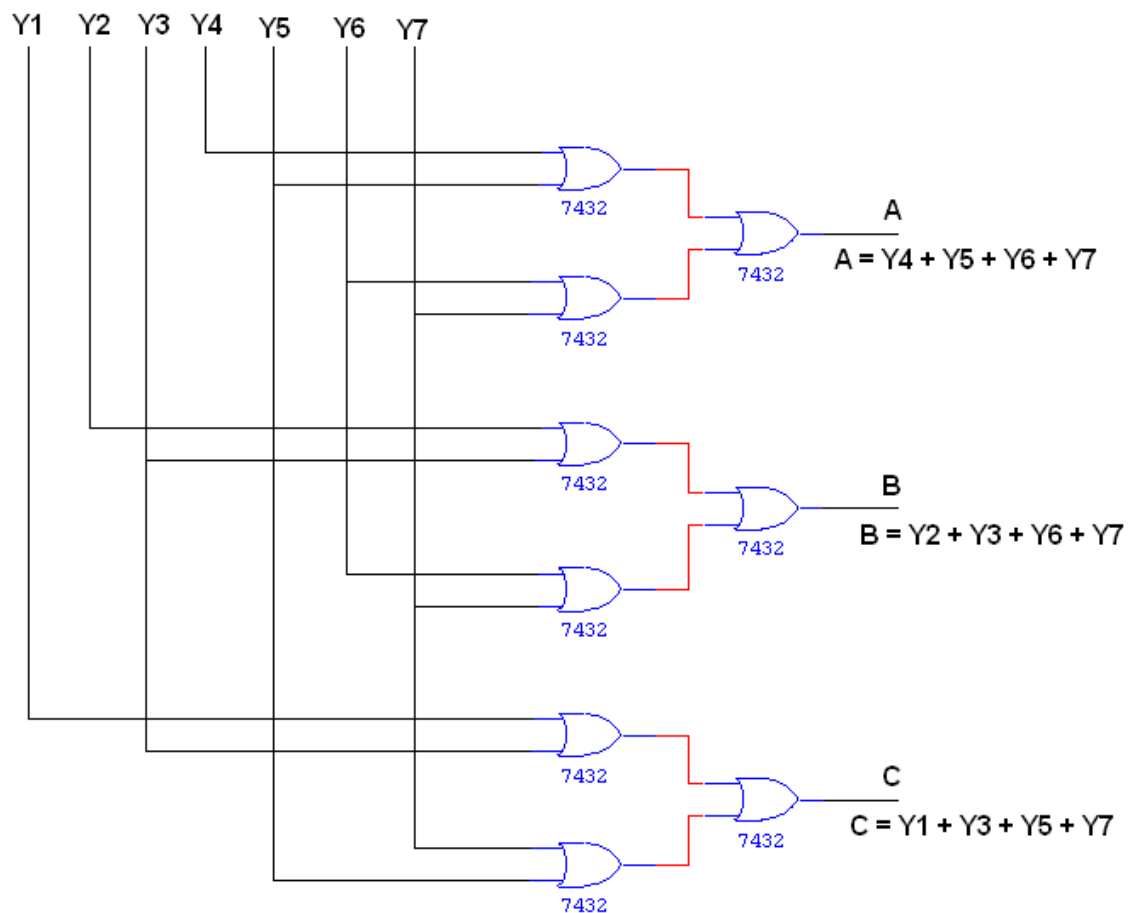 Y1 Y2 Y3 Y4 Y5 Y6 Y7
7432
A
7432
A = Y4 + Y5 + Y6 + Y7
7432
7432
B
7432
B = Y2 + Y3 + Y6 + Y7
7432
7432
C
7432
C = Y1 + Y3 + Y5 + Y7
7432